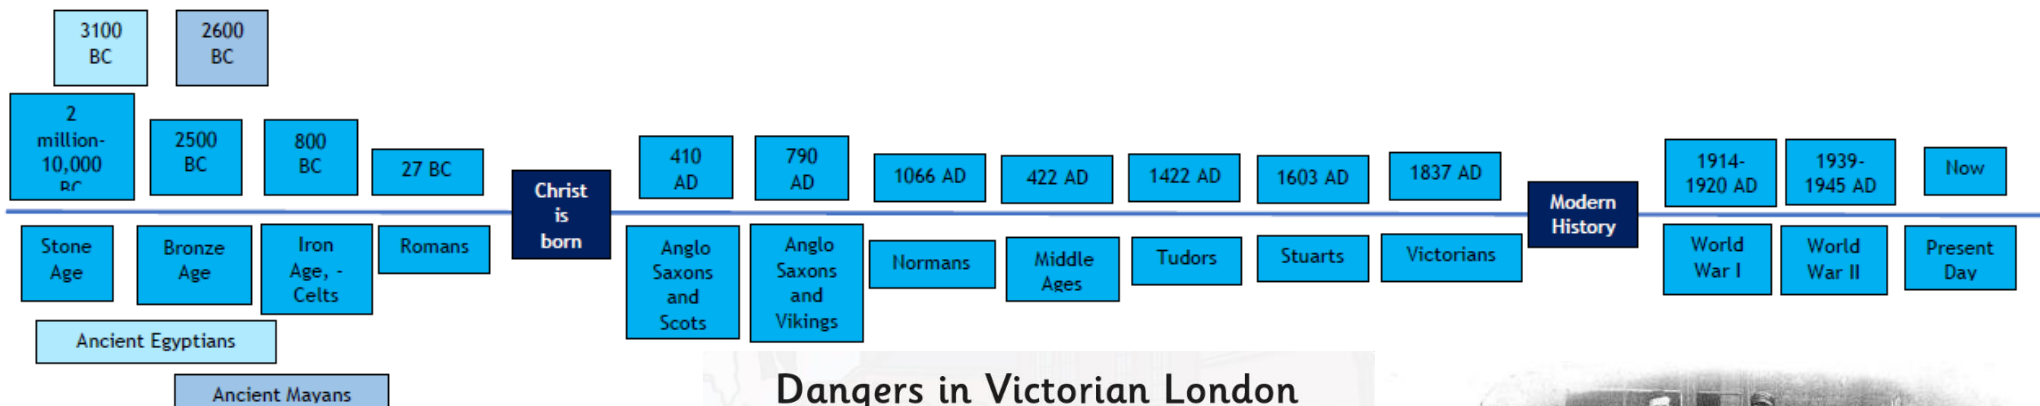 3100
BC
2600
BC
2
million-
10,000
BC
2500
BC
800
BC
27 BC
Christ
is
born
410
AD
790
AD
1066 AD
422 AD
1422 AD
1603 AD
1837 AD
Modern
History
1914-
1920 AD
1939-
1945 AD
Now
Stone
Age
Bronze
Age
Iron
Age, -
Celts
Romans
Anglo
Saxons
and
Scots
Anglo
Saxons
and
Vikings
Normans
Middle
Ages
Tudors
Stuarts
Victorians
World
War I
World
War II
Present
Day
Ancient Egyptians
Ancient Mayans
Dangers in Victorian London